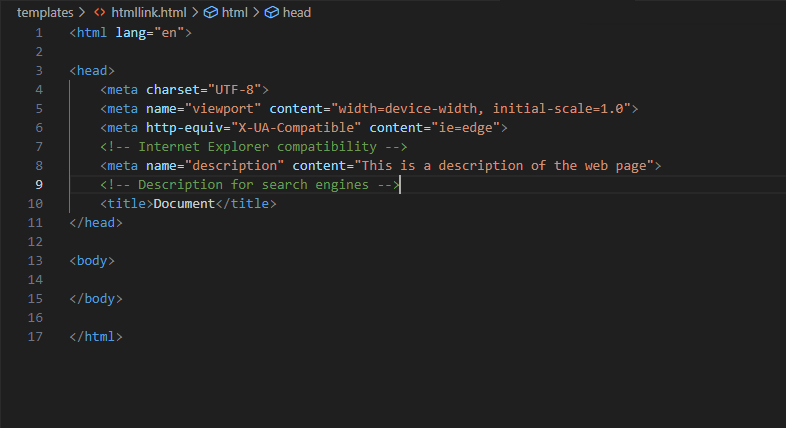 templates > htmllink.html > html > head
1 <html lang="en">
2
3 <head>
4 <meta charset="UTF-8">
5 <meta name="viewport" content="width=device-width, initial-scale=1.0">
6 <meta http-equiv="X-UA-Compatible" content="ie=edge">
7 <!-- Internet Explorer compatibility -->
8 <meta name="description" content="This is a description of the web page">
9 <!-- Description for search engines -->
10 <title>Document</title>
11 </head>
12
13 <body>
14
15 </body>
16
17 </html>